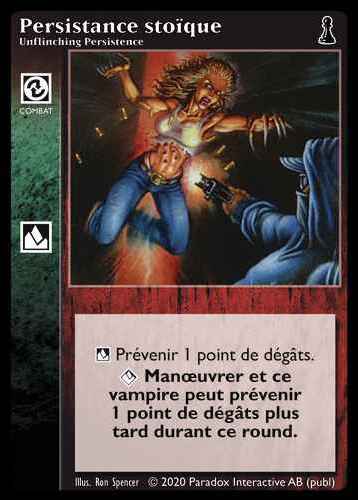 Persistance stoïque
Unflinching Persistence
COMBAT
Prévenir 1 point de dégâts.
Manœuvrer et ce
vampire peut prévenir
1 point de dégâts plus
tard durant ce round.
Illus. Ron Spencer © 2020 Paradox Interactive AB (publ)